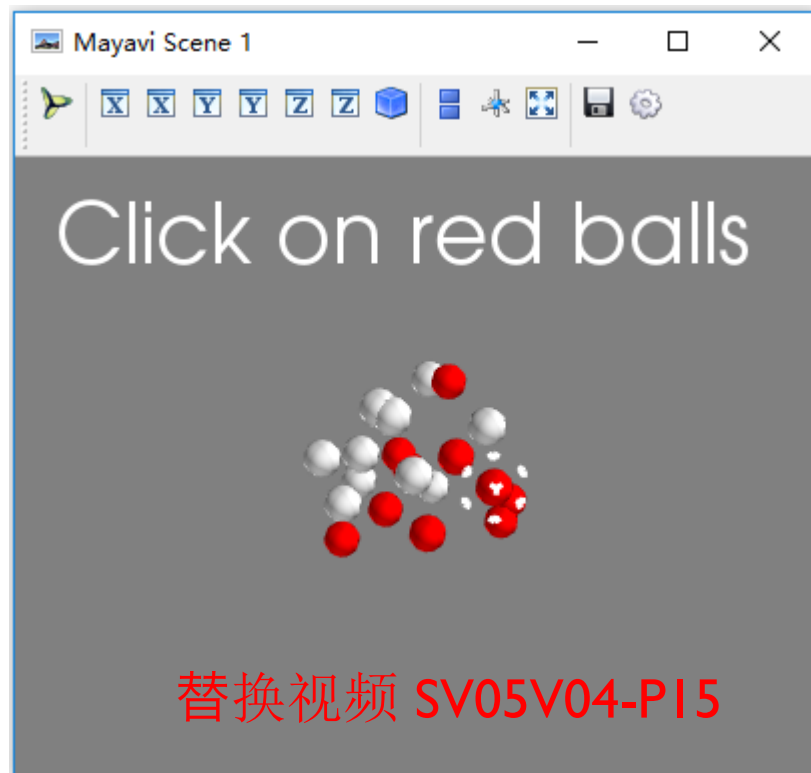 Mayavi Scene 1
X X Y Y Z Z
Click on red balls
替换视频 SV05V04-P15